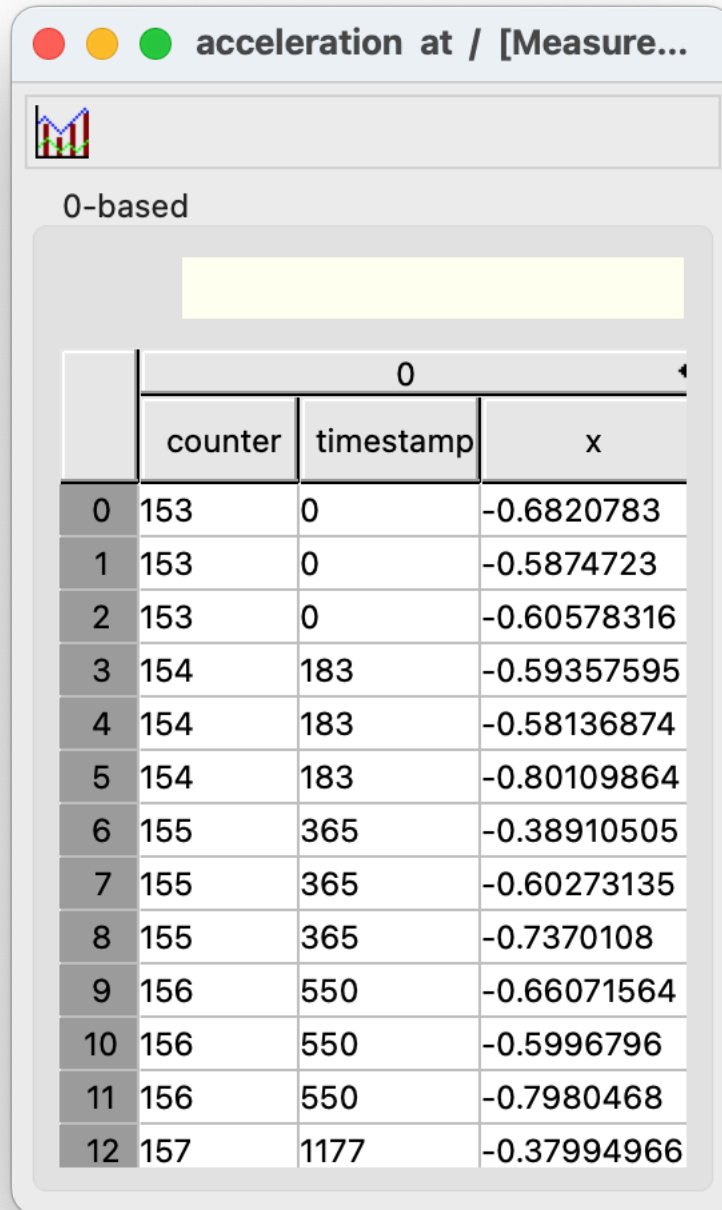 acceleration at / [Measure...
0-based
0
counter timestamp x
0 153 0 -0.6820783
1 153 0 -0.5874723
2 153 0 -0.60578316
3 154 183 -0.59357595
4 154 183 -0.58136874
5 154 183 -0.80109864
6 155 365 -0.38910505
7 155 365 -0.60273135
8 155 365 -0.7370108
9 156 550 -0.66071564
10 156 550 -0.5996796
11 156 550 -0.7980468
12 157 1177 -0.37994966